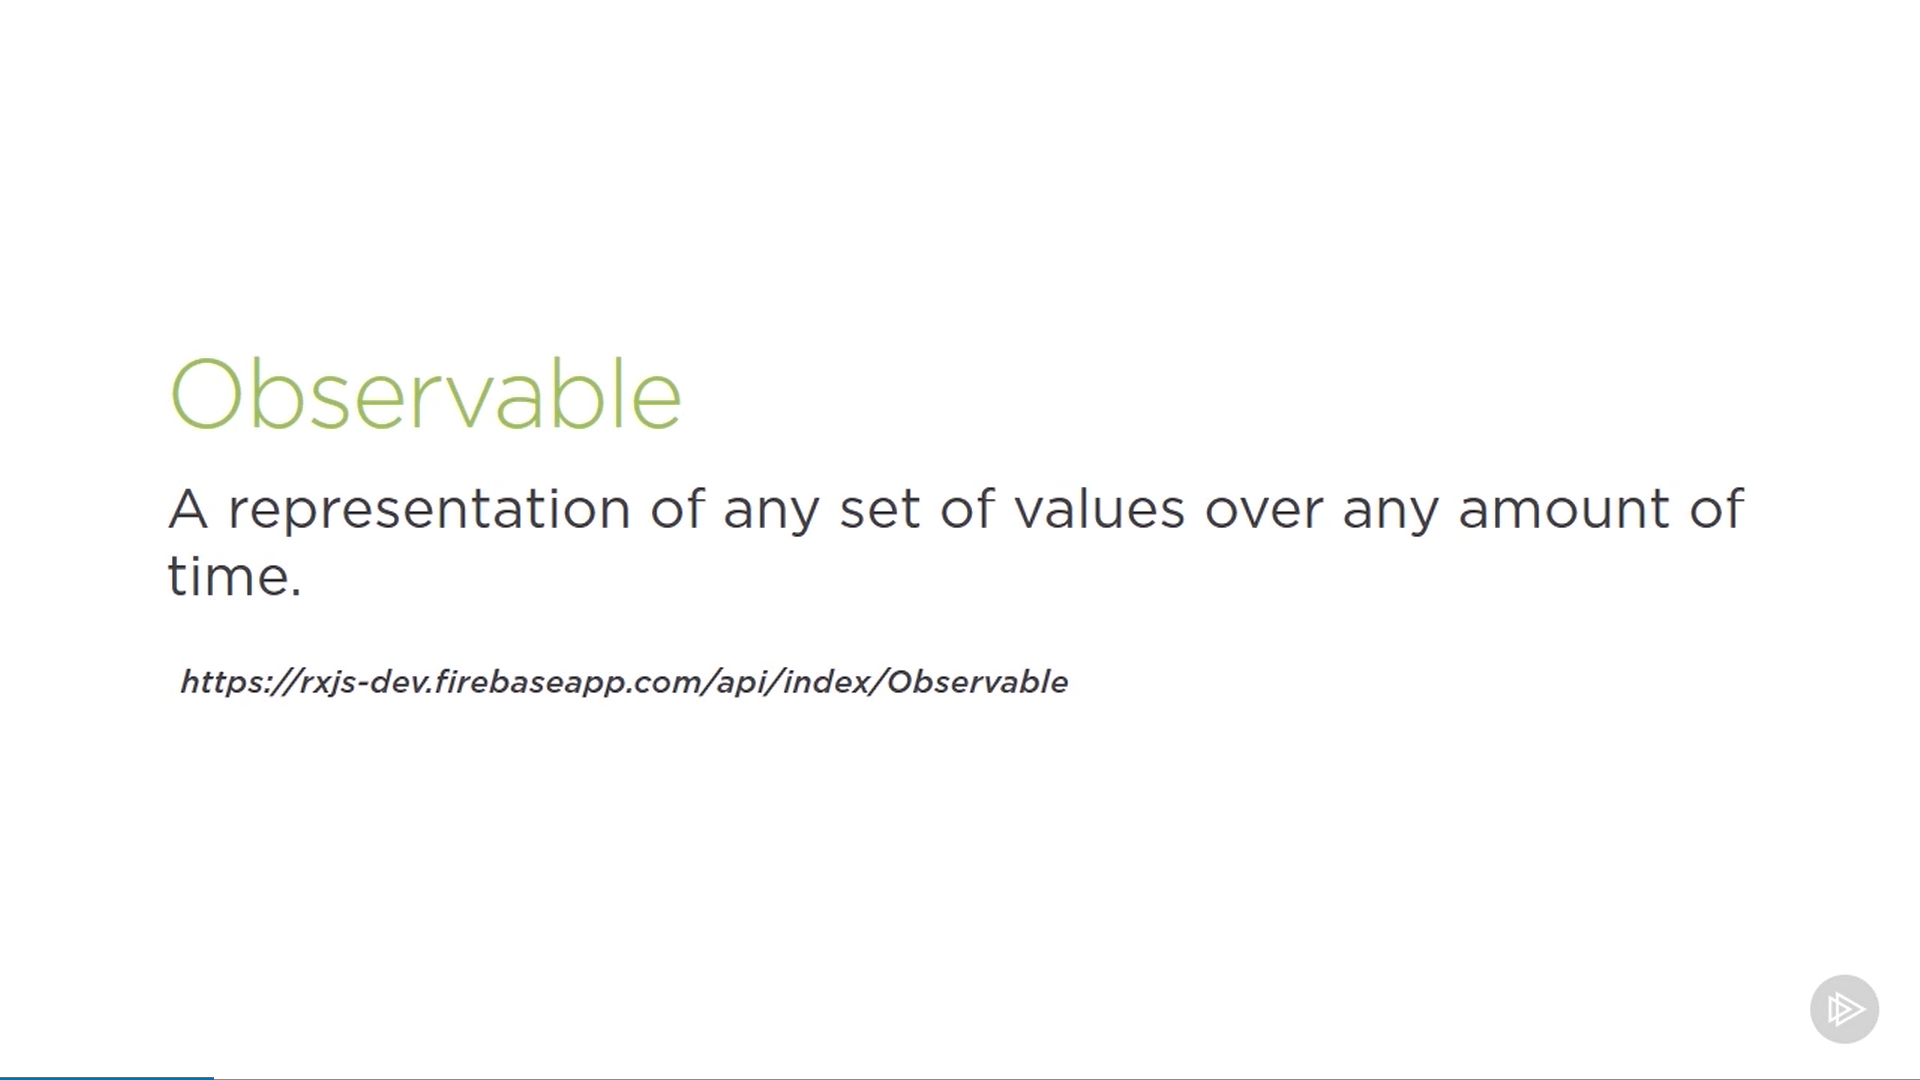 Observable
A representation of any set of values over any amount of
time.
https://rxjs-dev.firebaseapp.com/api/index/Observable